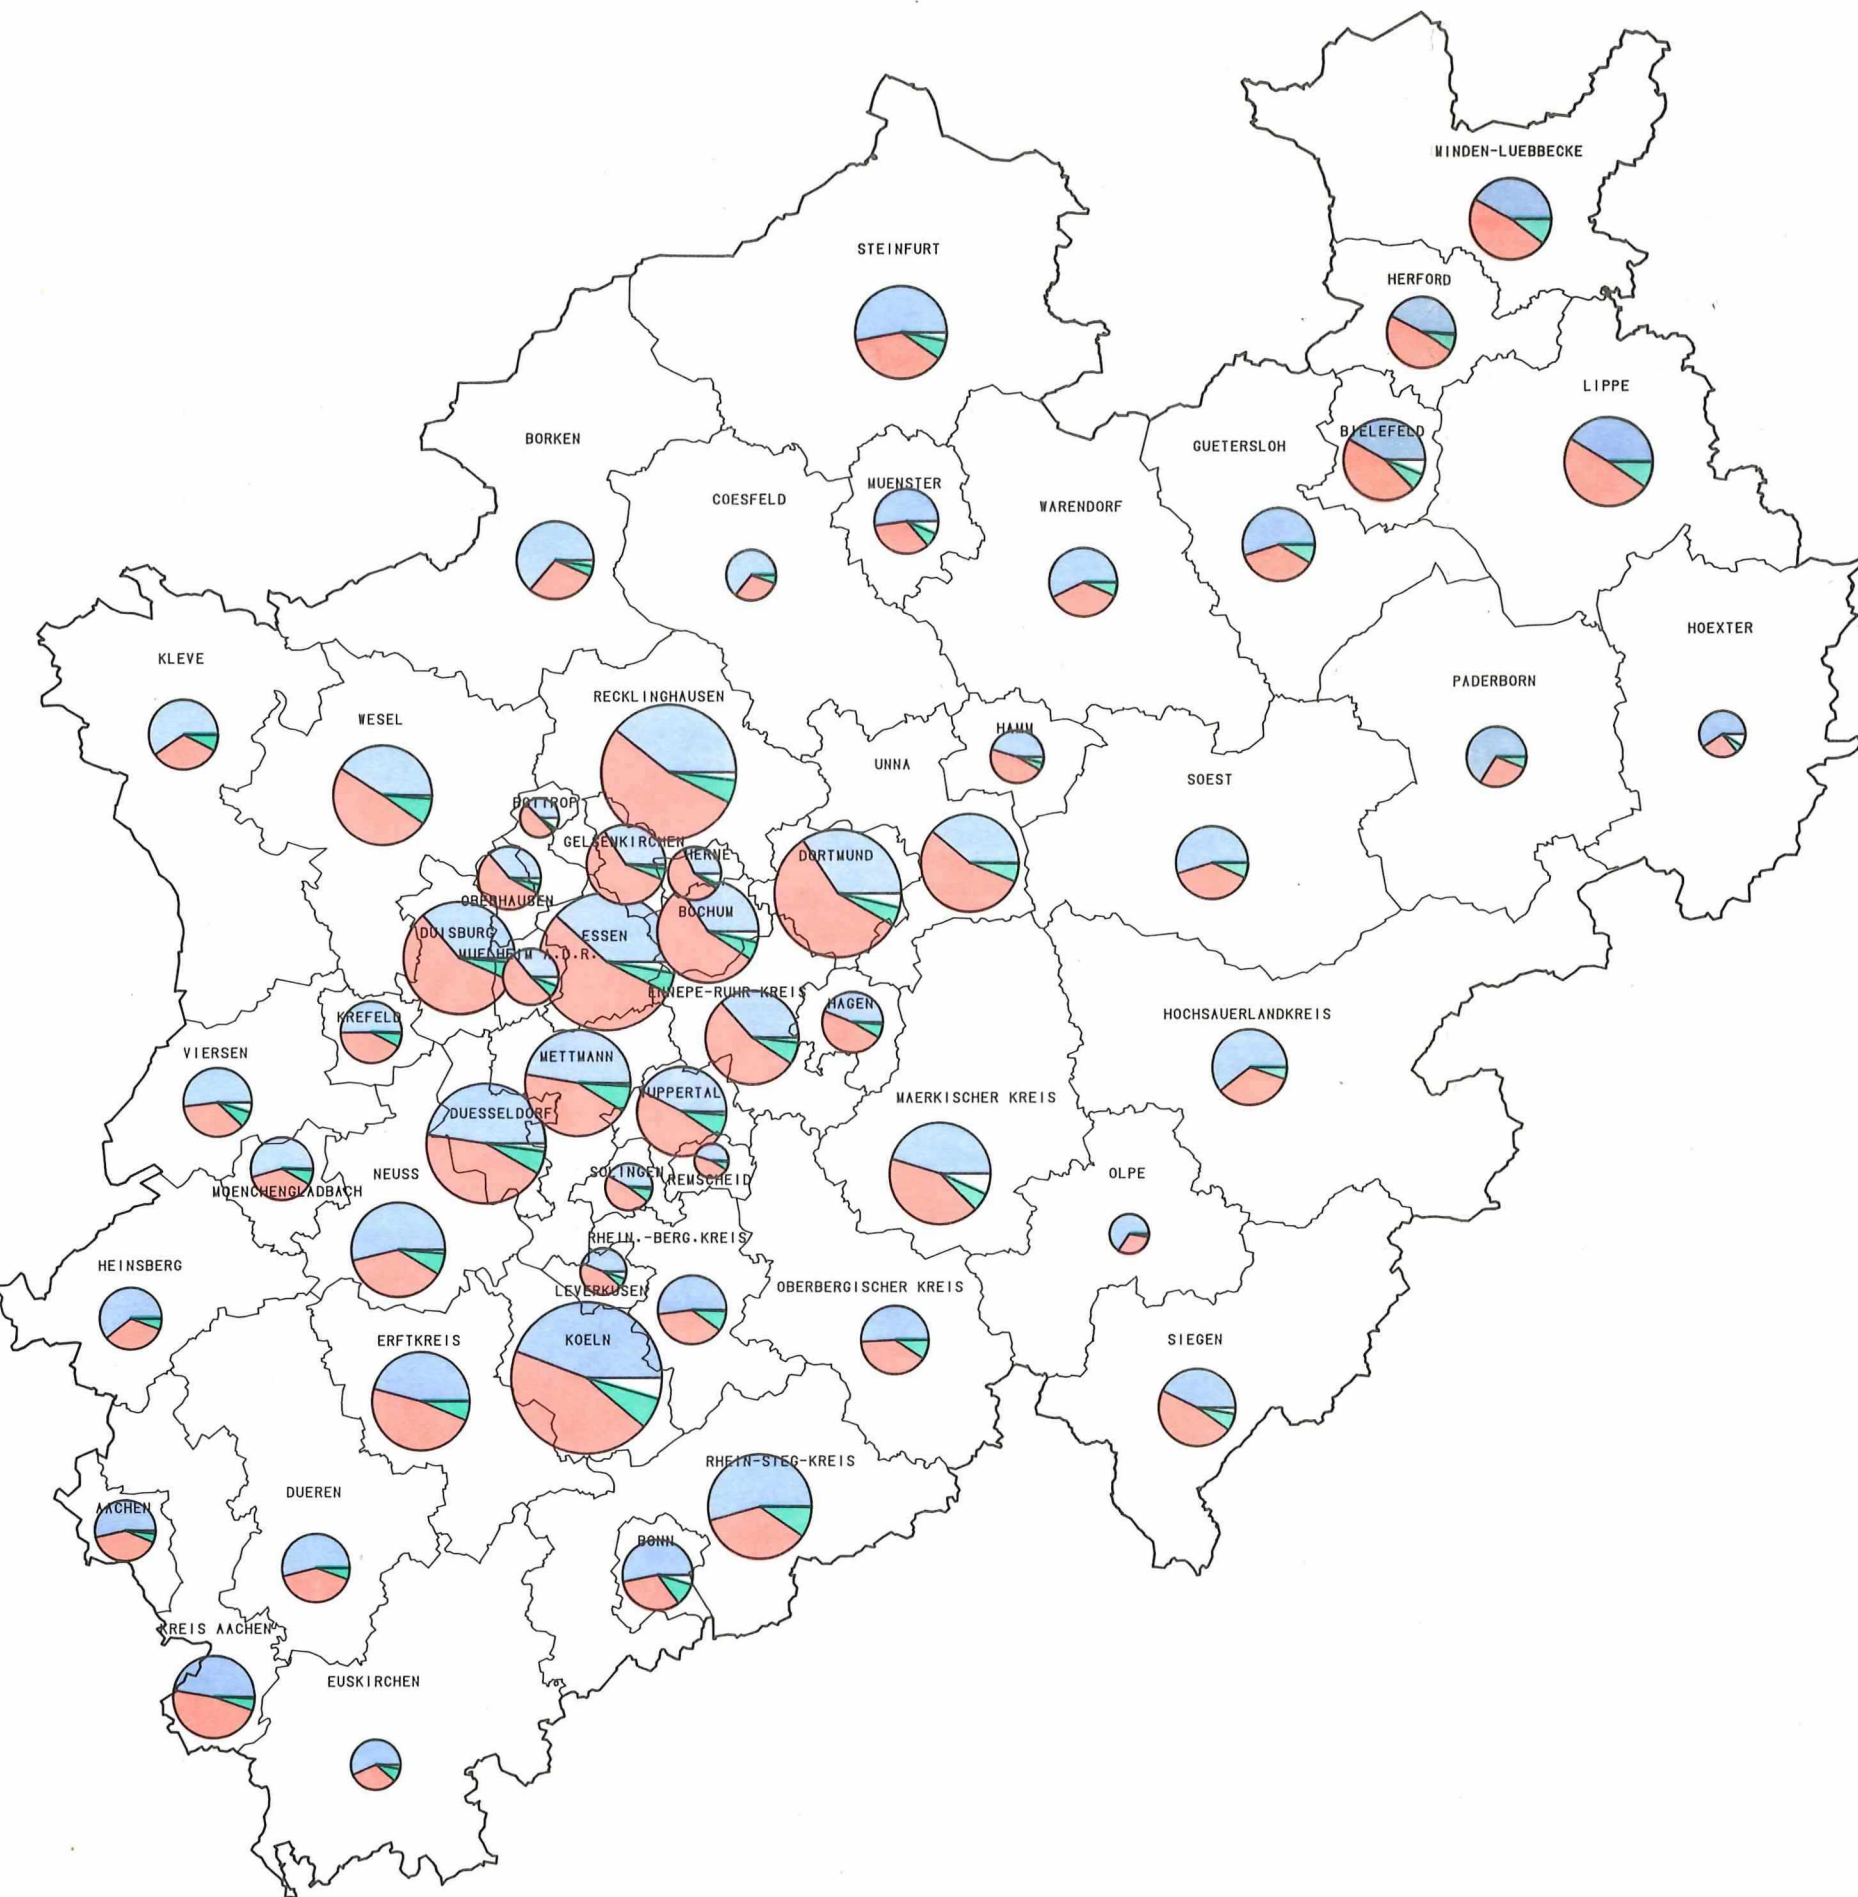 MINDEN-LUEBBECKE
STEINFURT
HERFORD
LIPPE
BORKEN
BIELEFELD
GUETERSLOH
MUENSTER
COESFELD
WARENDORF
HOEXTER
KLEVE
PADERBORN
RECKLINGHAUSEN
WESEL
HAMM
UNNA
SOEST
BOTTROP
GELSENKIRCHEN
HERNE
DORTMUND
OBERHAUSEN
BOCHUM
DUISBURG
ESSEN
MUELHEIM A.D.R.
ENNEPE-RUHR-KREIS
HAGEN
KREFELD
HOCHSAUERLANDKREIS
VIERSEN
METTMANN
WUPPERTAL
MAERKISCHER KREIS
DUESSELDORF
NEUSS
SOLINGEN
REMSCHEID
OLPE
MOENCHENGLADBACH
RHEIN.-BERG.KREIS
HEINSBERG
OBERBERGISCHER KREIS
LEVERKUSEN
ERFTKREIS
KOELN
SIEGEN
RHEIN-SIEG-KREIS
DUEREN
AACHEN
BONN
KREIS AACHEN
EUSKIRCHEN